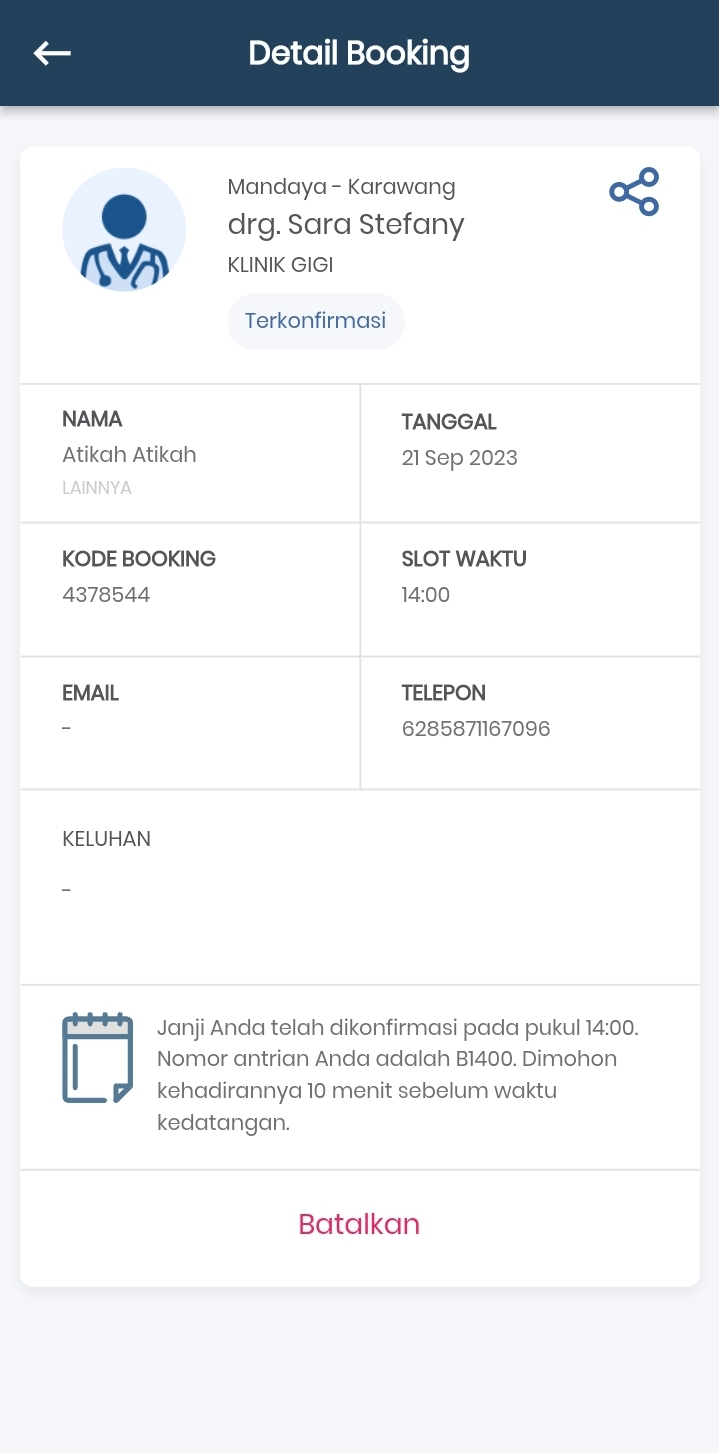 Detail Booking
Mandaya - Karawang
drg. Sara Stefany
KLINIK GIGI
Terkonfirmasi
NAMA
Atikah Atikah
LAINNYA
TANGGAL
21 Sep 2023
KODE BOOKING
4378544
SLOT WAKTU
14:00
EMAIL
-
TELEPON
6285871167096
KELUHAN
-
Janji Anda telah dikonfirmasi pada pukul 14:00.
Nomor antrian Anda adalah B1400. Dimohon
kehadirannya 10 menit sebelum waktu
kedatangan.
Batalkan